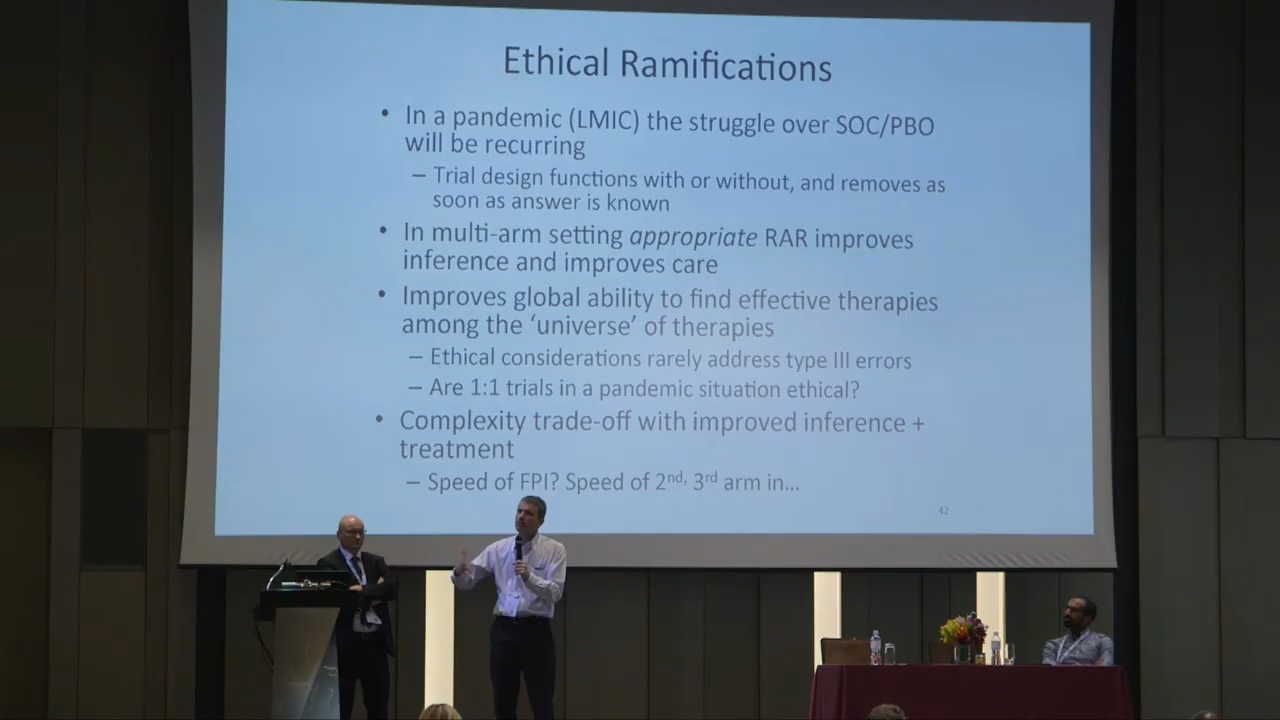 Ethical Ramifications
• In a pandemic (LMIC) the struggle over SOC/PBO
will be recurring
– Trial design functions with or without, and removes as
soon as answer is known
• In multi-arm setting appropriate RAR improves
inference and improves care
• Improves global ability to find effective therapies
among the ‘universe’ of therapies
– Ethical considerations rarely address type III errors
– Are 1:1 trials in a pandemic situation ethical?
• Complexity trade-off with improved inference +
treatment
– Speed of FPI? Speed of 2nd, 3rd arm in...
42